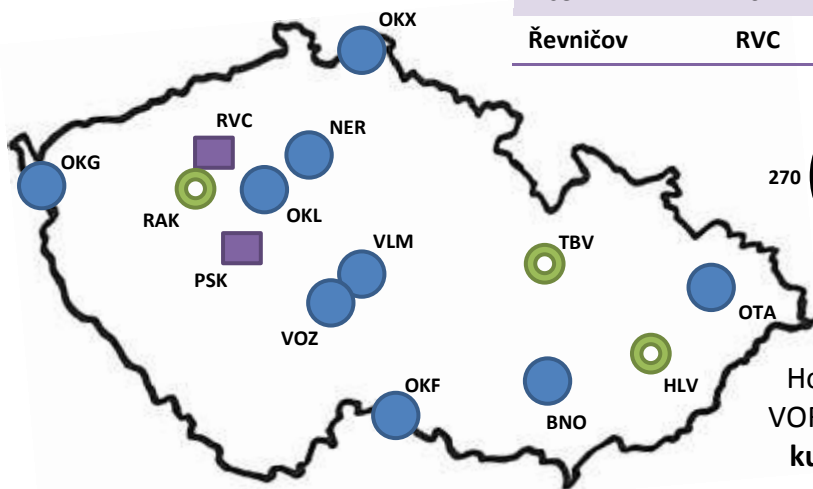 OKX
Řevničov RVC
RVC
NER
OKG
270
RAK
OKL
TBV
VLM
PSK
OTA
VOZ
OKF
HLV
BNO